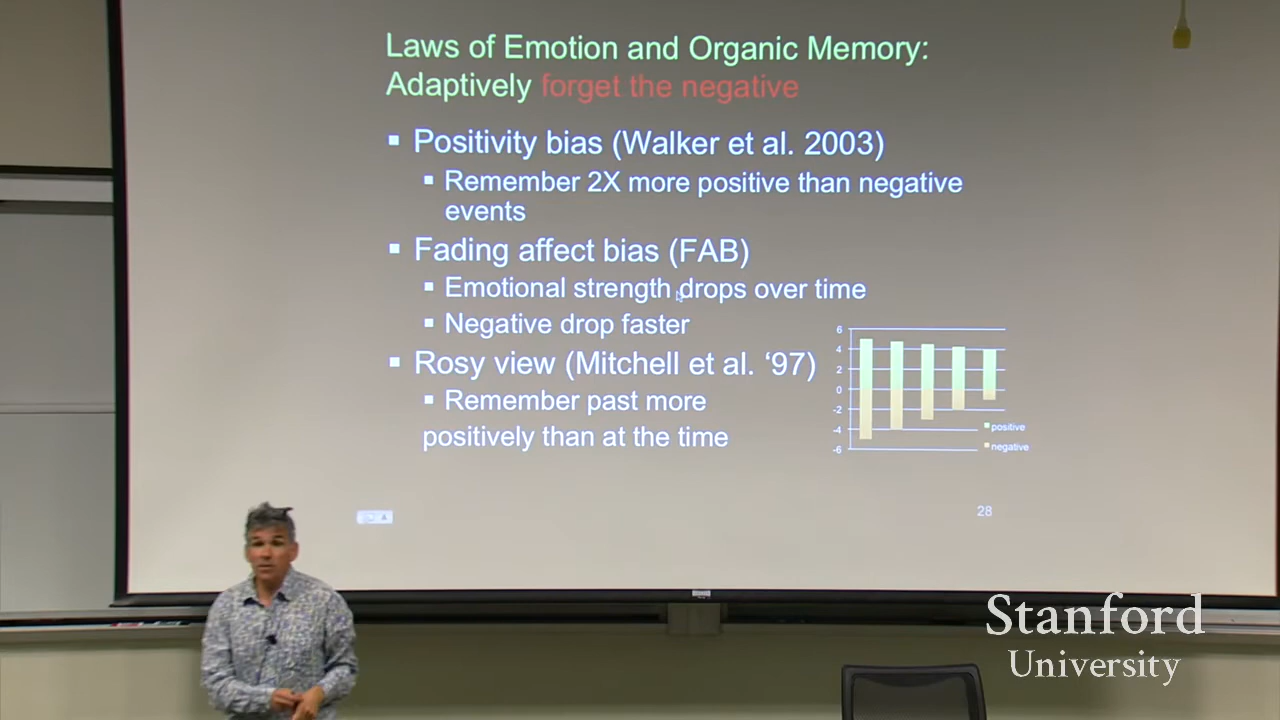 Laws of Emotion and Organic Memory:
Adaptively forget the negative
▪ Positivity bias (Walker et al. 2003)
▪ Remember 2X more positive than negative
events
▪ Fading affect bias (FAB)
▪ Emotional strength drops over time
▪ Negative drop faster
▪ Rosy view (Mitchell et al. ‘97)
▪ Remember past more
positively than at the time
6
4
2
0
-2
-4
-6
positive
negative
28
Stanford
University